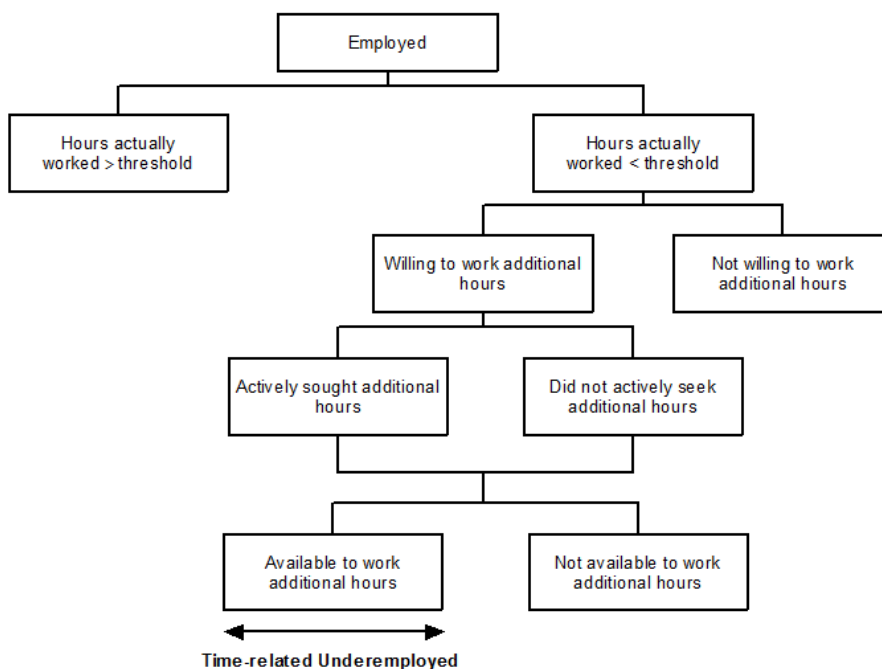 Employed
Hours actually
worked > threshold
Hours actually
worked < threshold
Willing to work additional
hours
Not willing to work
additional hours
Actively sought additional
hours
Did not actively seek
additional hours
Available to work
additional hours
Not available to work
additional hours
Time-related Underemployed